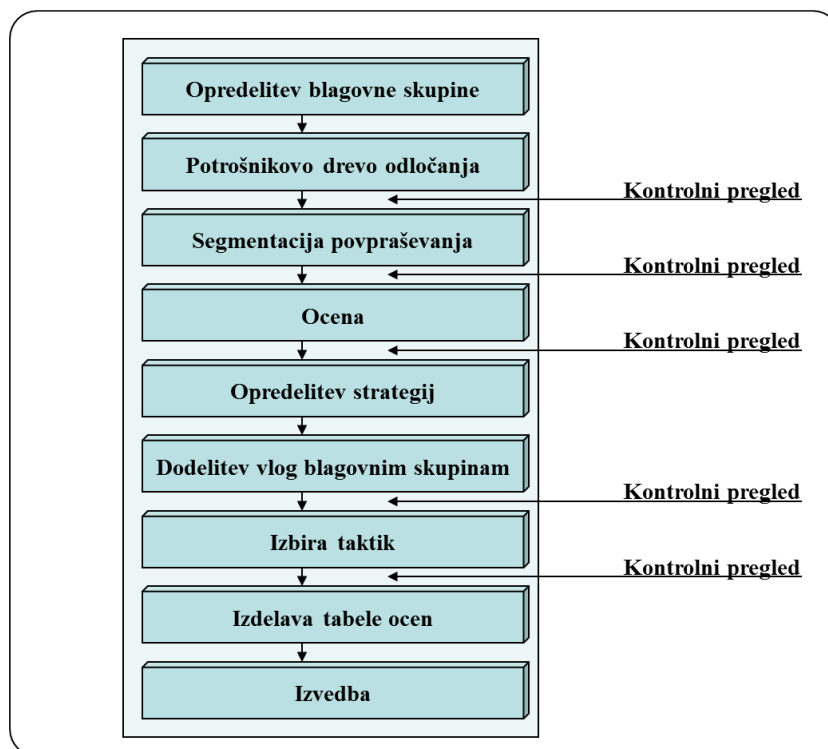 Opredelitev blagovne skupine
Potrošnikovo drevo odločanja
Kontrolni pregled
Segmentacija povpraševanja
Kontrolni pregled
Ocena
Kontrolni pregled
Opredelitev strategij
Dodelitev vlog blagovnim skupinam
Kontrolni pregled
Izbira taktik
Kontrolni pregled
Izdelava tabele ocen
Izvedba